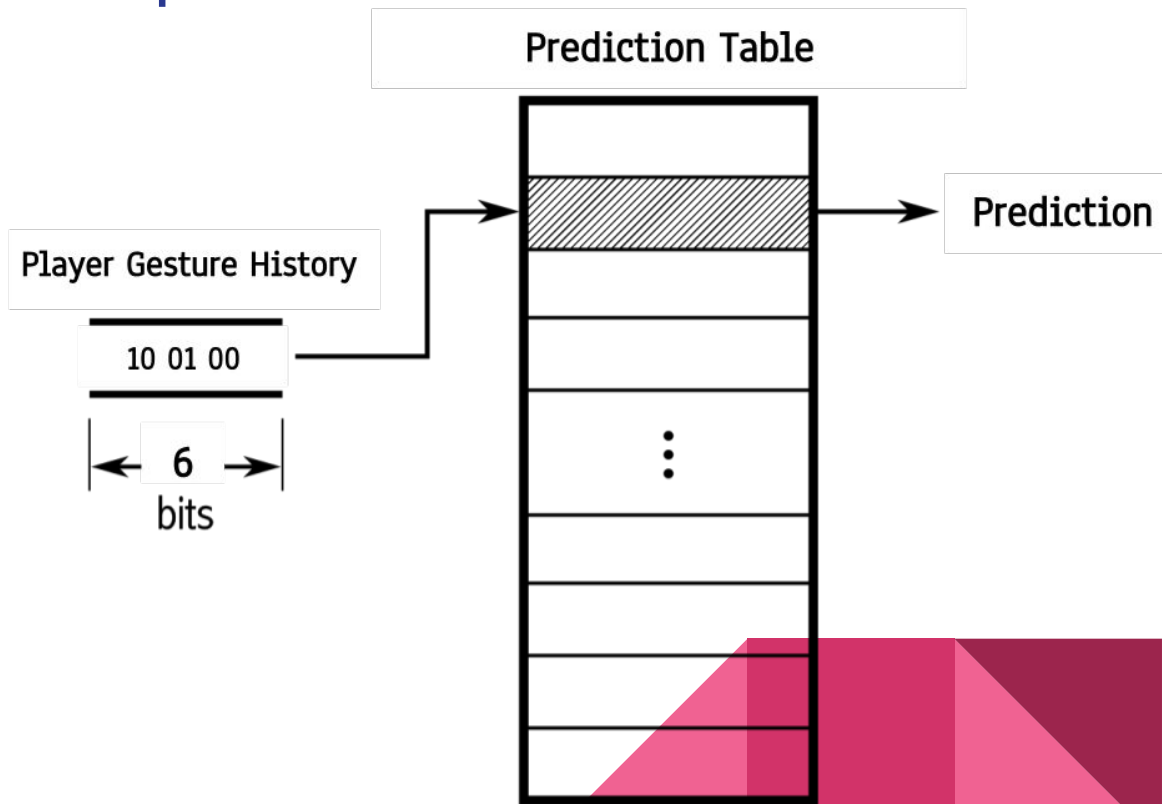 Prediction Table
Prediction
Player Gesture History
10 01 00
6
bits